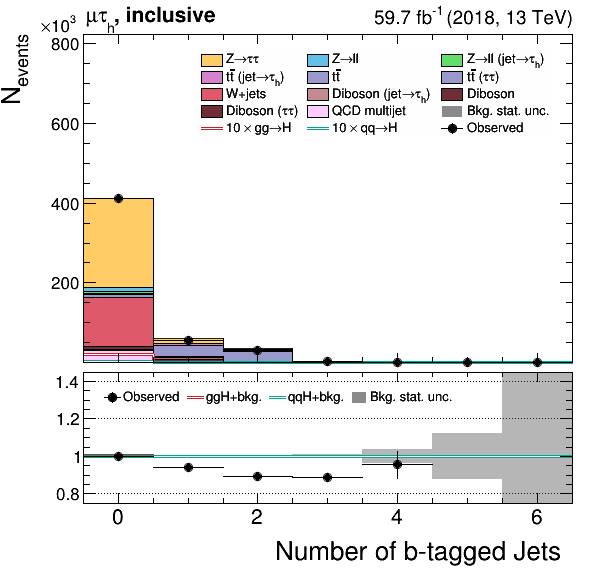 ×10³ μτₕ, inclusive 59.7 fb⁻¹ (2018, 13 TeV)
N_events
800
600
400
200
Z→ττ Z→ll Z→ll (jet→τₕ)
tt̄ (jet→τₕ) tt̄ tt̄ (ττ)
W+jets Diboson (jet→τₕ) Diboson
Diboson (ττ) QCD multijet Bkg. stat. unc.
10 × gg→H 10 × qq→H Observed
1.4
1.2
1
0.8
Observed ggH+bkg. qqH+bkg. Bkg. stat. unc.
0 2 4 6
Number of b-tagged Jets